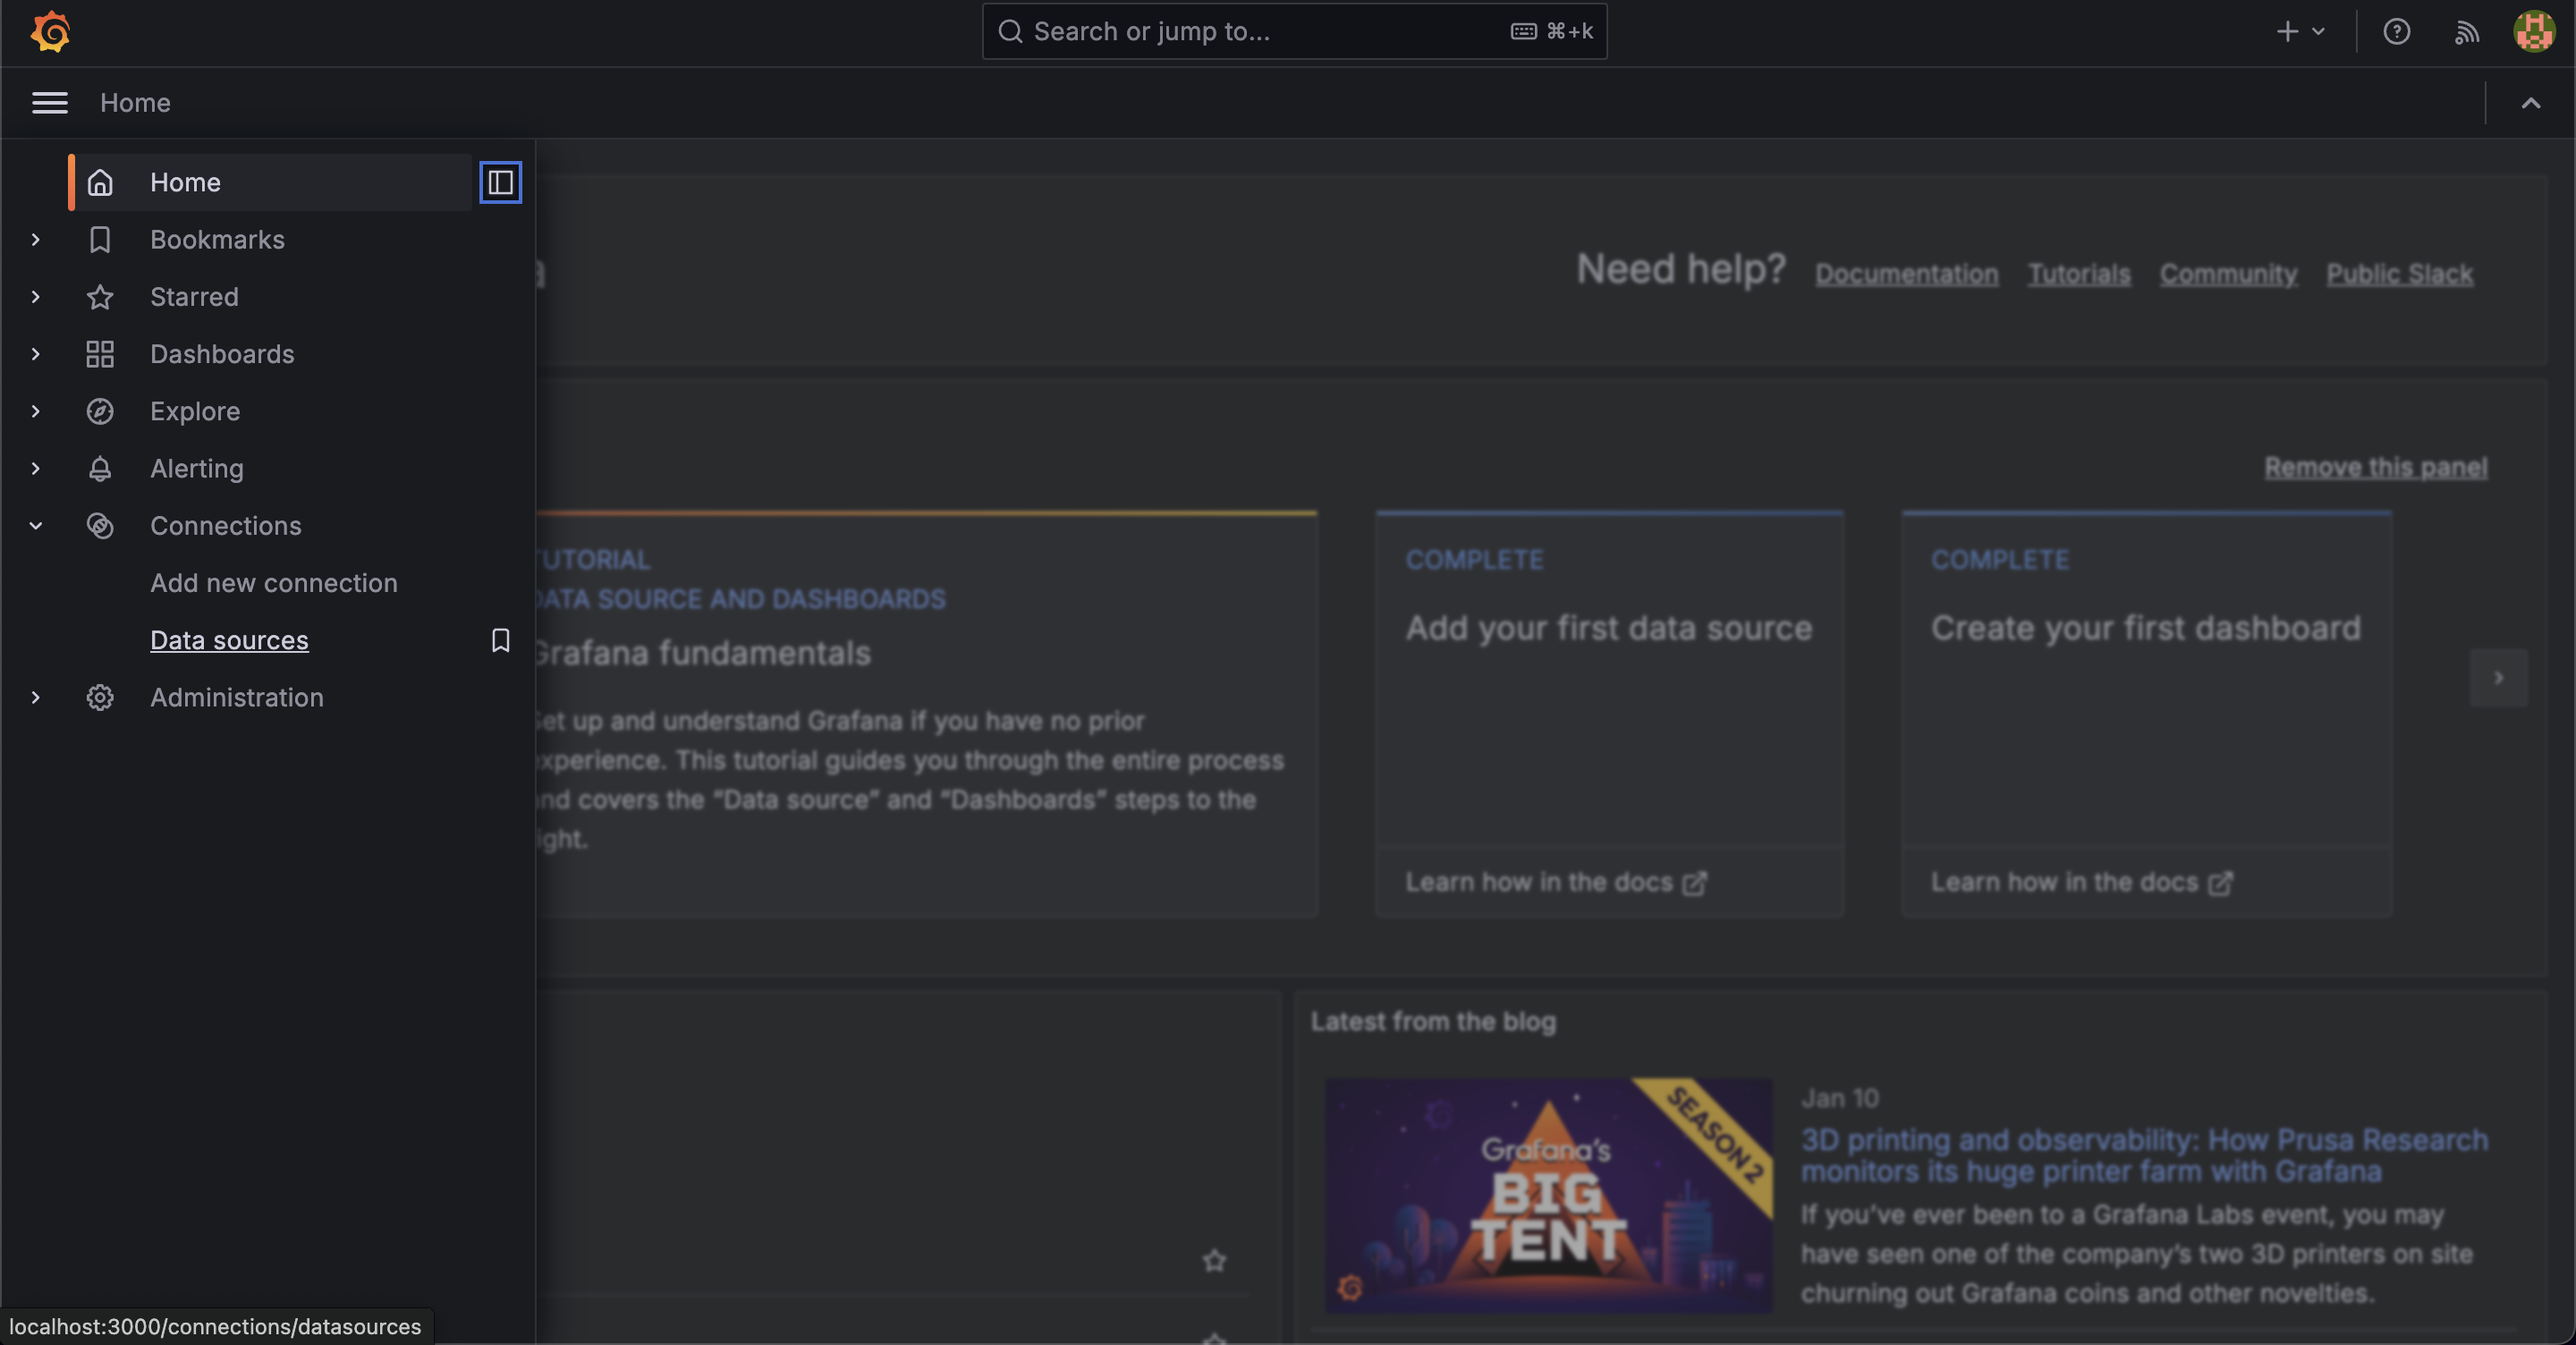 Search or jump to...
⌘+k
Home
Home
Bookmarks
Starred
Dashboards
Explore
Alerting
Connections
Add new connection
Data sources
Administration
Need help?
Documentation
Tutorials
Community
Public Slack
Remove this panel
TUTORIAL
DATA SOURCE AND DASHBOARDS
Grafana fundamentals
Set up and understand Grafana if you have no prior
experience. This tutorial guides you through the entire process
and covers the “Data source” and “Dashboards” steps to the
right.
COMPLETE
Add your first data source
Learn how in the docs
COMPLETE
Create your first dashboard
Learn how in the docs
Latest from the blog
SEASON 2
Grafana's
BIG
TENT
Jan 10
3D printing and observability: How Prusa Research
monitors its huge printer farm with Grafana
If you’ve ever been to a Grafana Labs event, you may
have seen one of the company’s two 3D printers on site
churning out Grafana coins and other novelties.
localhost:3000/connections/datasources